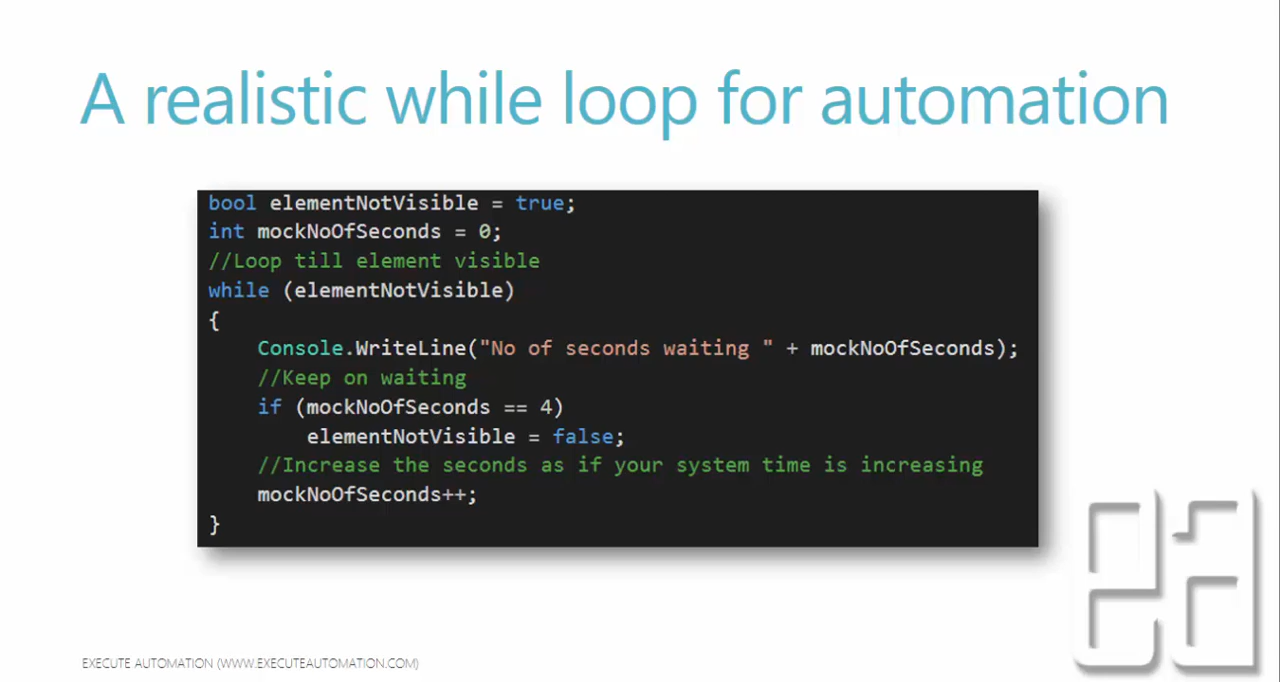 A realistic while loop for automation
bool elementNotVisible = true;
int mockNoOfSeconds = 0;
//Loop till element visible
while (elementNotVisible)
{
    Console.WriteLine("No of seconds waiting " + mockNoOfSeconds);
    //Keep on waiting
    if (mockNoOfSeconds == 4)
        elementNotVisible = false;
    //Increase the seconds as if your system time is increasing
    mockNoOfSeconds++;
}
ea
EXECUTE AUTOMATION (WWW.EXECUTEAUTOMATION.COM)